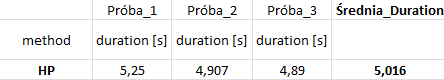 Próba_1 Próba_2 Próba_3 Średnia_Duration
method duration [s] duration [s] duration [s]
HP 5,25 4,907 4,89 5,016